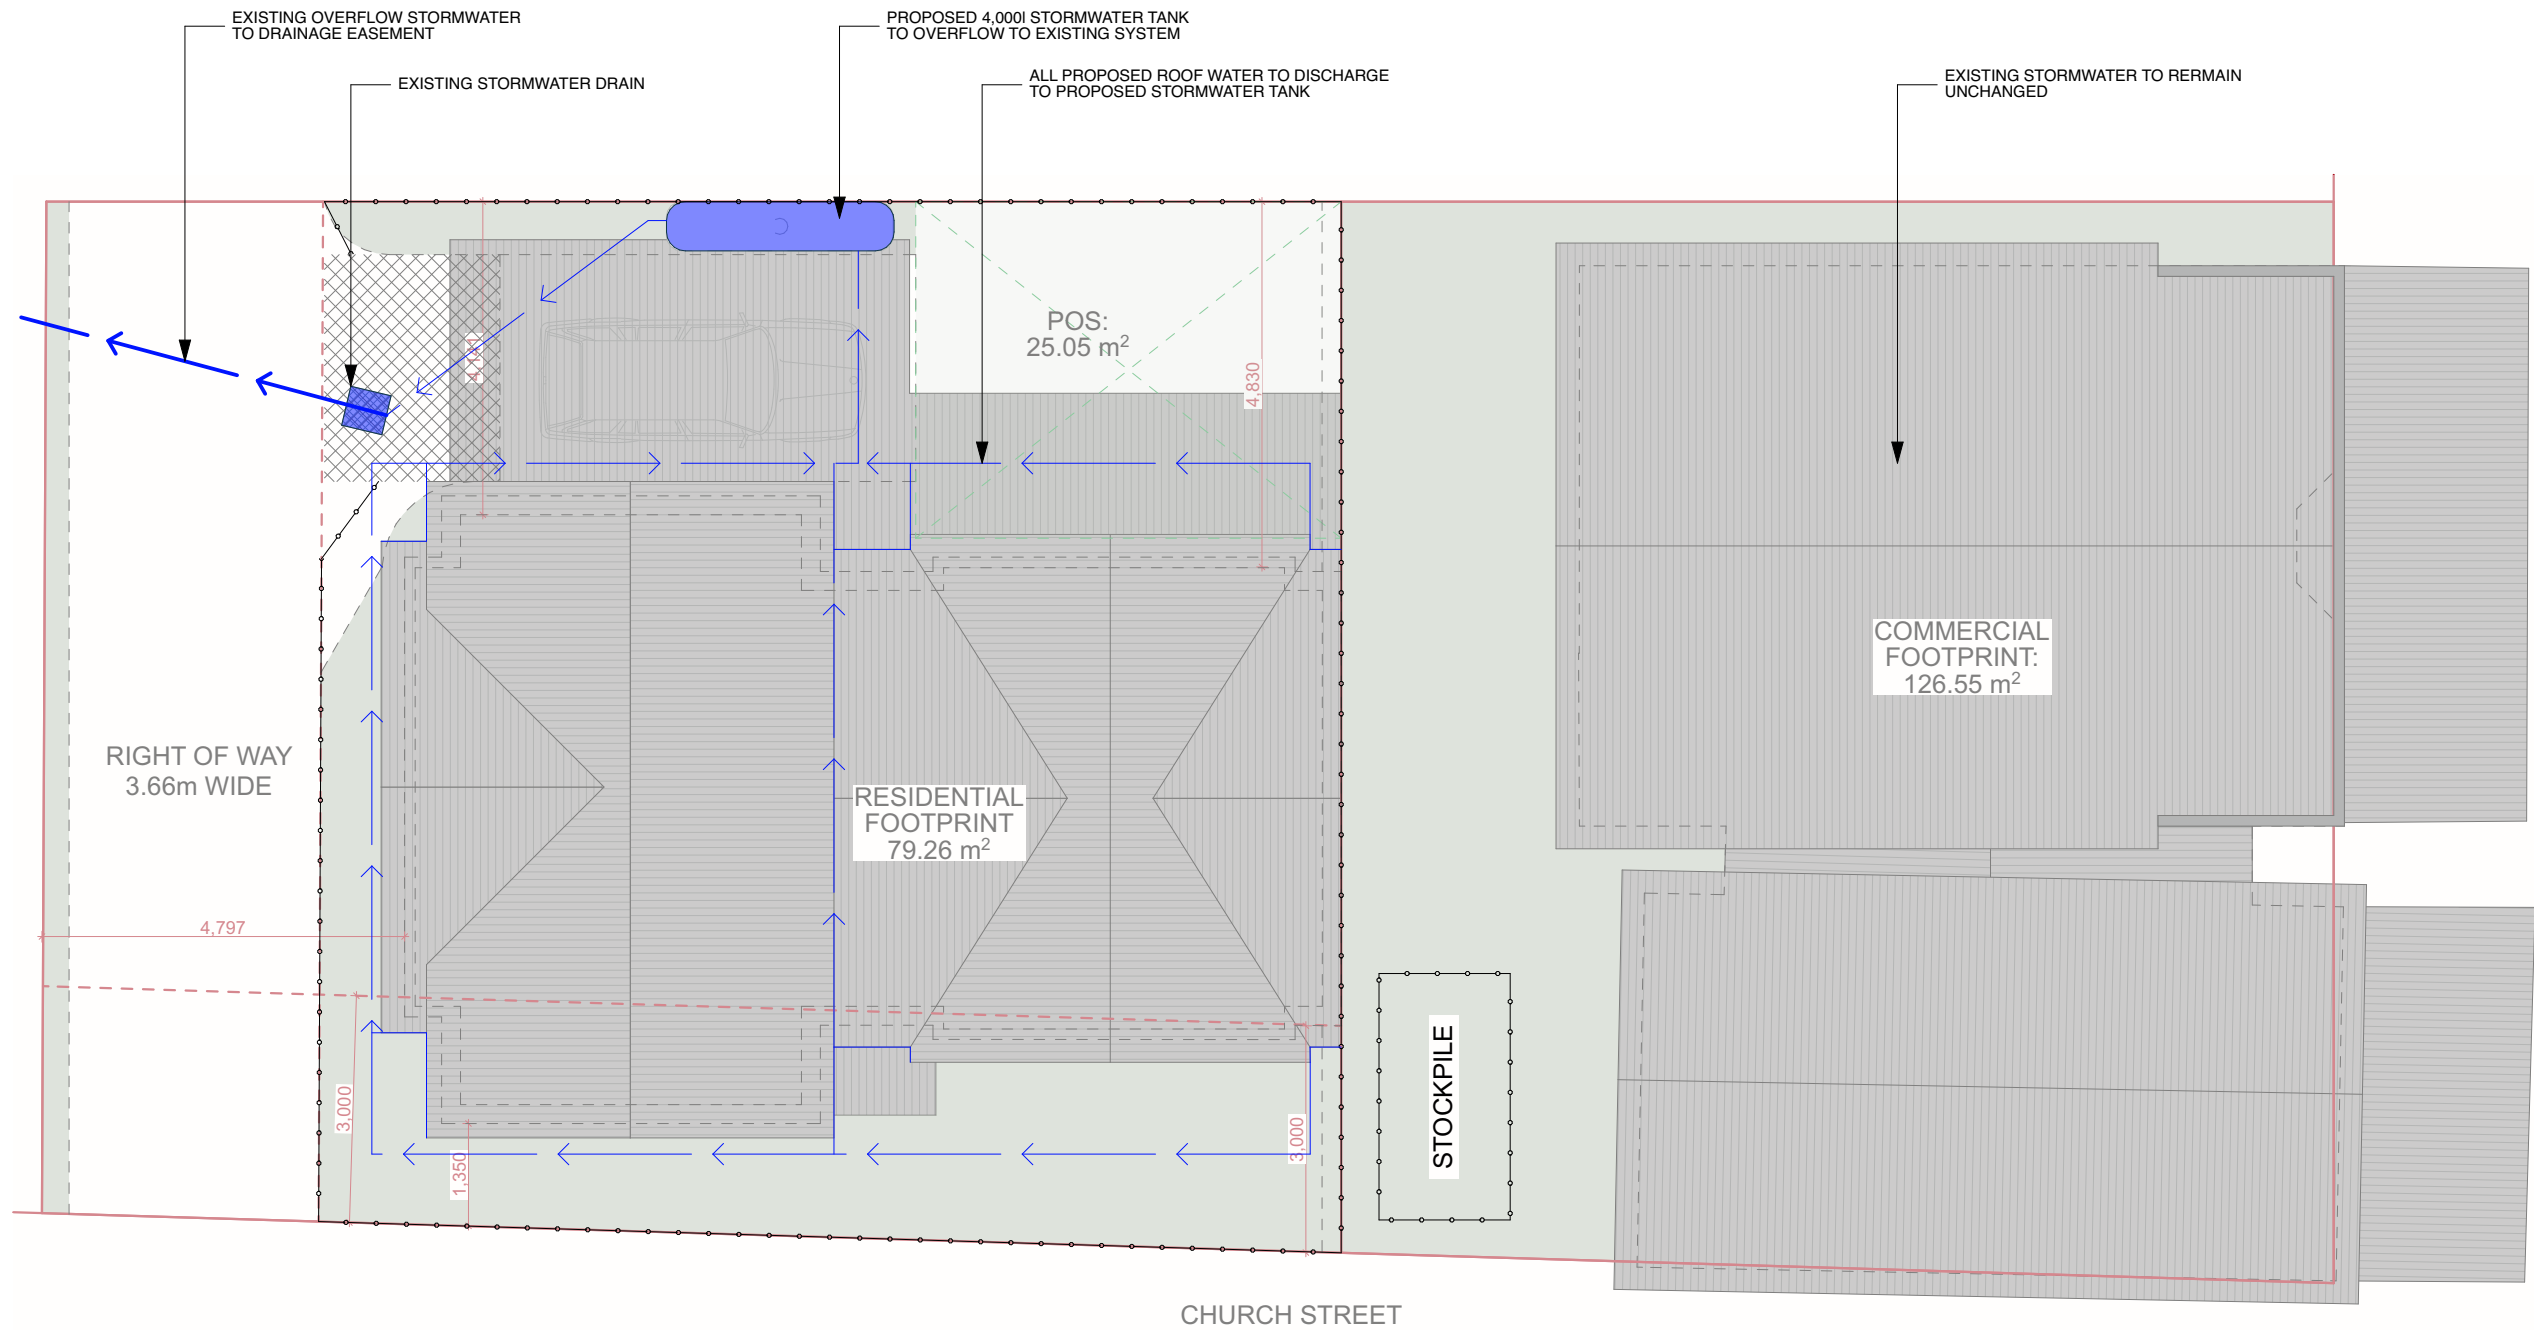 EXISTING OVERFLOW STORMWATER
TO DRAINAGE EASEMENT
PROPOSED 4,000l STORMWATER TANK
TO OVERFLOW TO EXISTING SYSTEM
EXISTING STORMWATER DRAIN
ALL PROPOSED ROOF WATER TO DISCHARGE
TO PROPOSED STORMWATER TANK
EXISTING STORMWATER TO RERMAIN
UNCHANGED
POS:
25.05 m²
4,830
COMMERCIAL
FOOTPRINT:
126.55 m²
RIGHT OF WAY
3.66m WIDE
RESIDENTIAL
FOOTPRINT
79.26 m²
4,797
3,000
1,350
3,000
STOCKPILE
CHURCH STREET